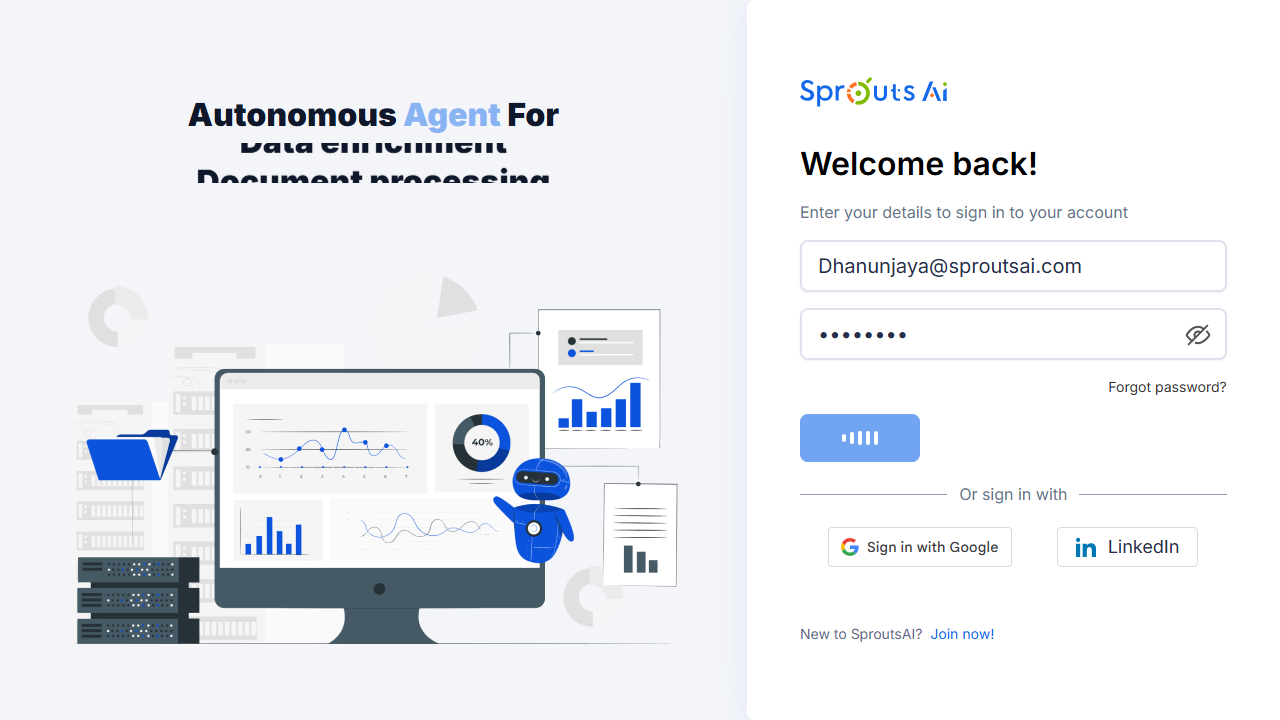 Autonomous Agent For
Data enrichment
Document processing
40%
Sprouts Ai
Welcome back!
Enter your details to sign in to your account
Dhanunjaya@sproutsai.com
••••••••
Forgot password?
Or sign in with
Sign in with Google
LinkedIn
New to SproutsAI? Join now!